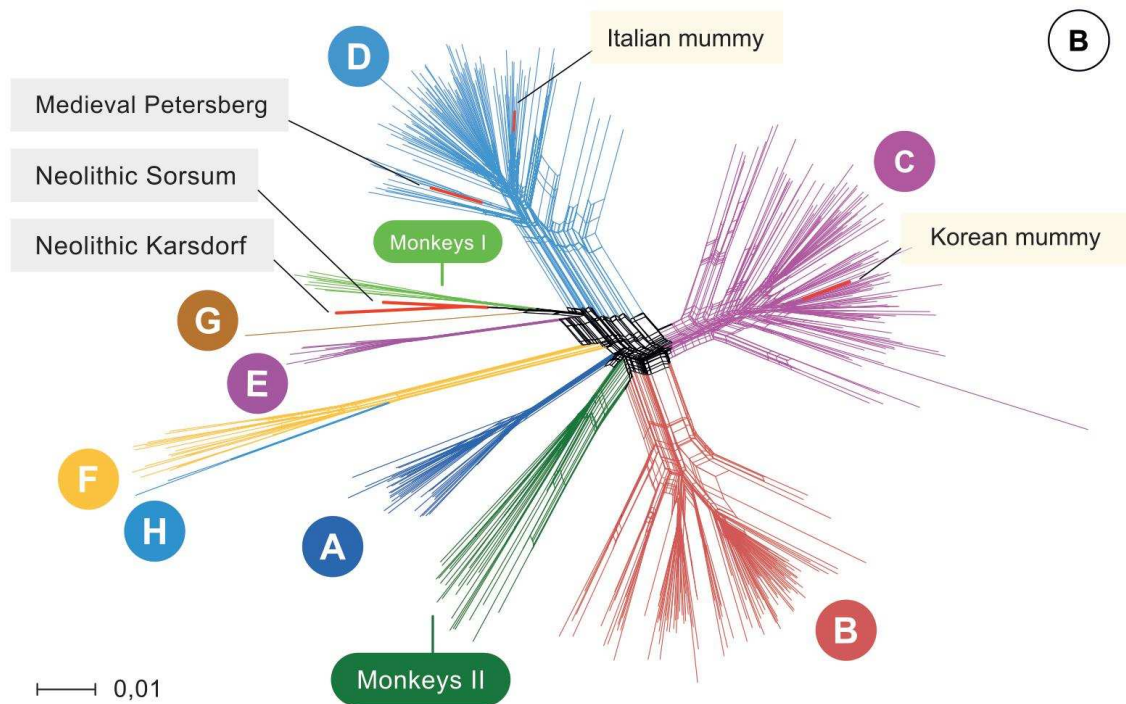 Italian mummy
B
D
Medieval Petersberg
C
Neolithic Sorsum
Monkeys I
Korean mummy
Neolithic Karsdorf
G
E
F
H
A
B
Monkeys II
0,01